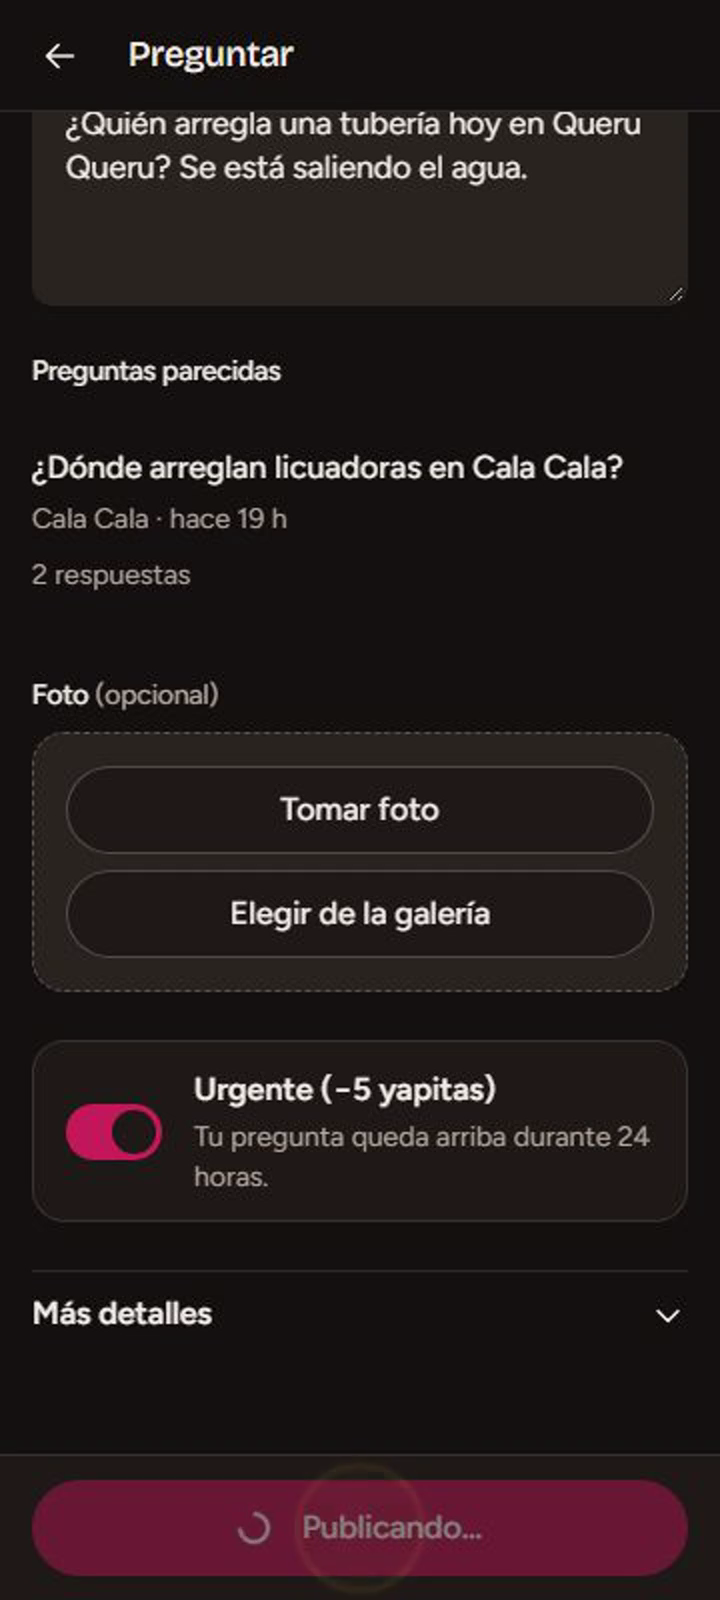 Preguntar
¿Quién arregla una tubería hoy en Queru
Queru? Se está saliendo el agua.
Preguntas parecidas
¿Dónde arreglan licuadoras en Cala Cala?
Cala Cala · hace 19 h
2 respuestas
Foto (opcional)
Tomar foto
Elegir de la galería
Urgente (−5 yapitas)
Tu pregunta queda arriba durante 24
horas.
Más detalles
Publicando...